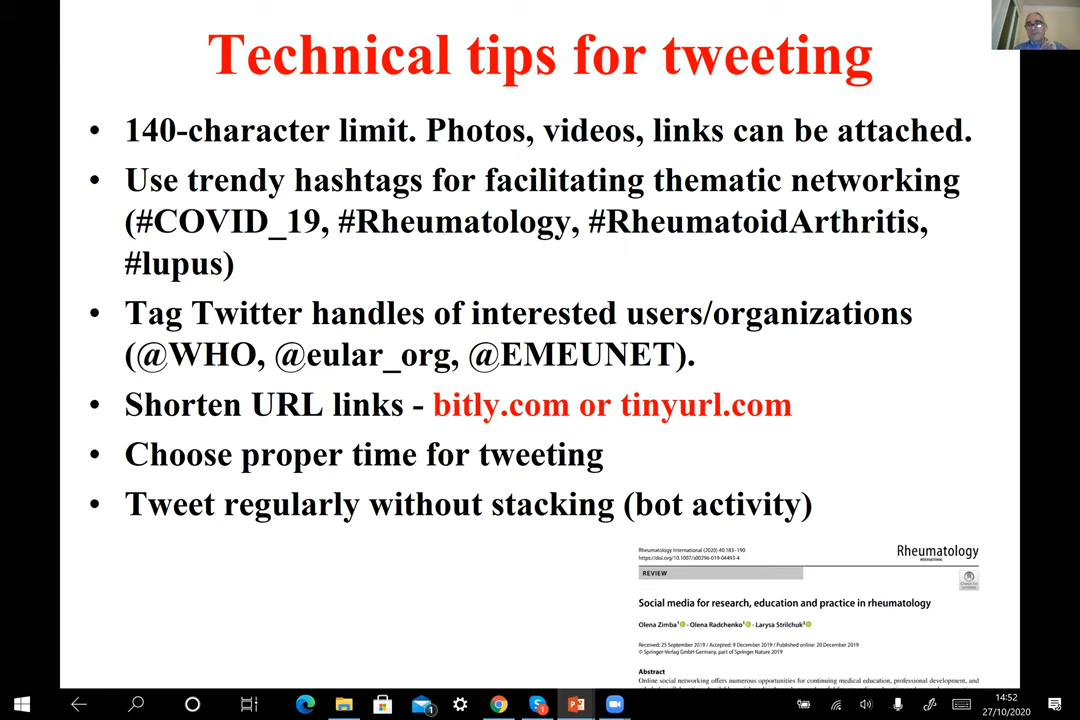 Technical tips for tweeting
• 140-character limit. Photos, videos, links can be attached.
• Use trendy hashtags for facilitating thematic networking
(#COVID_19, #Rheumatology, #RheumatoidArthritis,
#lupus)
• Tag Twitter handles of interested users/organizations
(@WHO, @eular_org, @EMEUNET).
• Shorten URL links - bitly.com or tinyurl.com
• Choose proper time for tweeting
• Tweet regularly without stacking (bot activity)
Rheumatology International (2020) 40:183–190
https://doi.org/10.1007/s00296-019-04493-4
Rheumatology
INTERNATIONAL
REVIEW
Check for
updates
Social media for research, education and practice in rheumatology
Olena Zimba1 · Olena Radchenko1 · Larysa Strilchuk2
Received: 25 September 2019 / Accepted: 9 December 2019 / Published online: 20 December 2019
© Springer-Verlag GmbH Germany, part of Springer Nature 2019
Abstract
Online social networking offers numerous opportunities for continuing medical education, professional development, and
1
14:52
27/10/2020